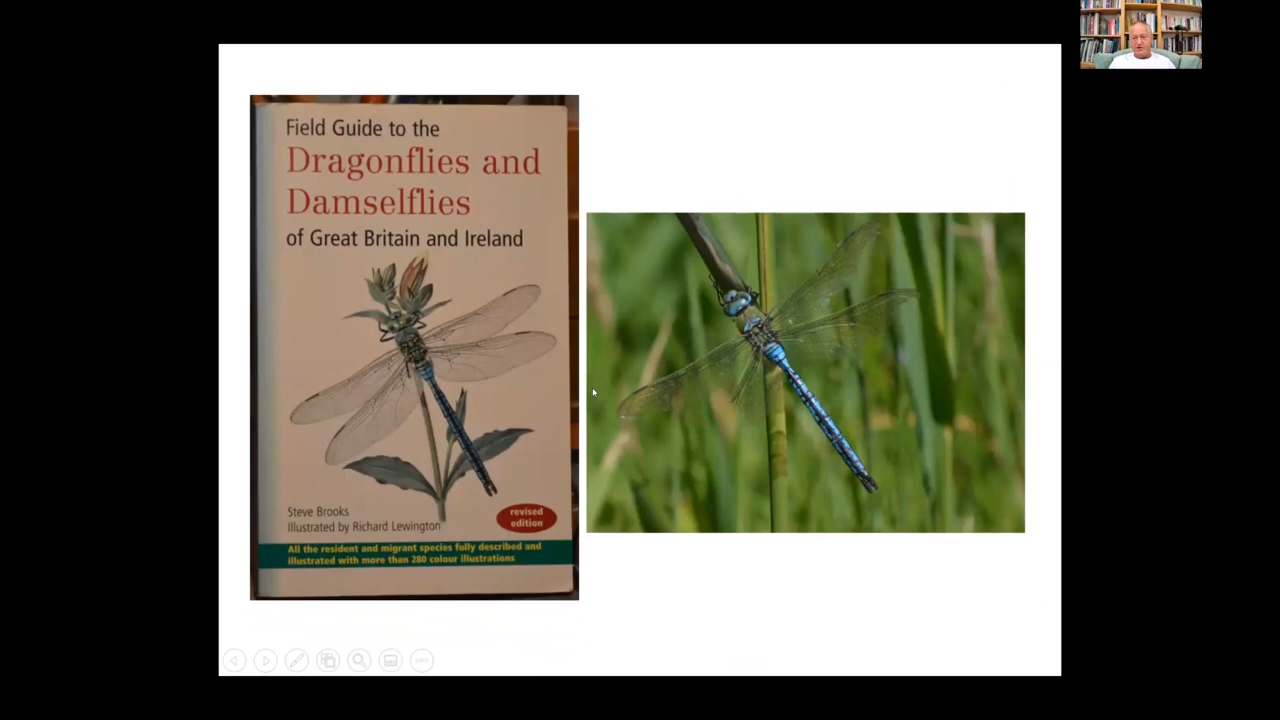 Field Guide to the
Dragonflies and
Damselflies
of Great Britain and Ireland
Steve Brooks
Illustrated by Richard Lewington
revised
edition
All the resident and migrant species fully described and
illustrated with more than 280 colour illustrations